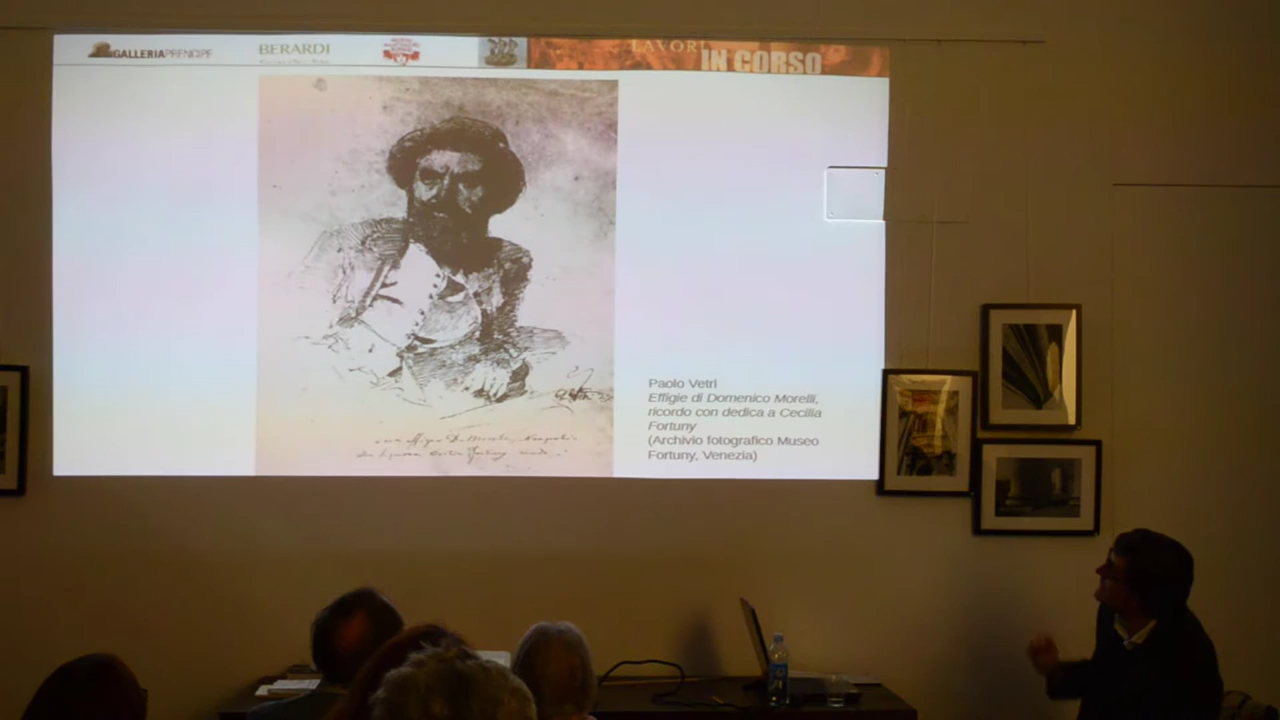 GALLERIAPRENCIPE
BERARDI
LAVORI
IN CORSO
Paolo Vetri
Effigie di Domenico Morelli,
ricordo con dedica a Cecilia
Fortuny
(Archivio fotografico Museo
Fortuny, Venezia)